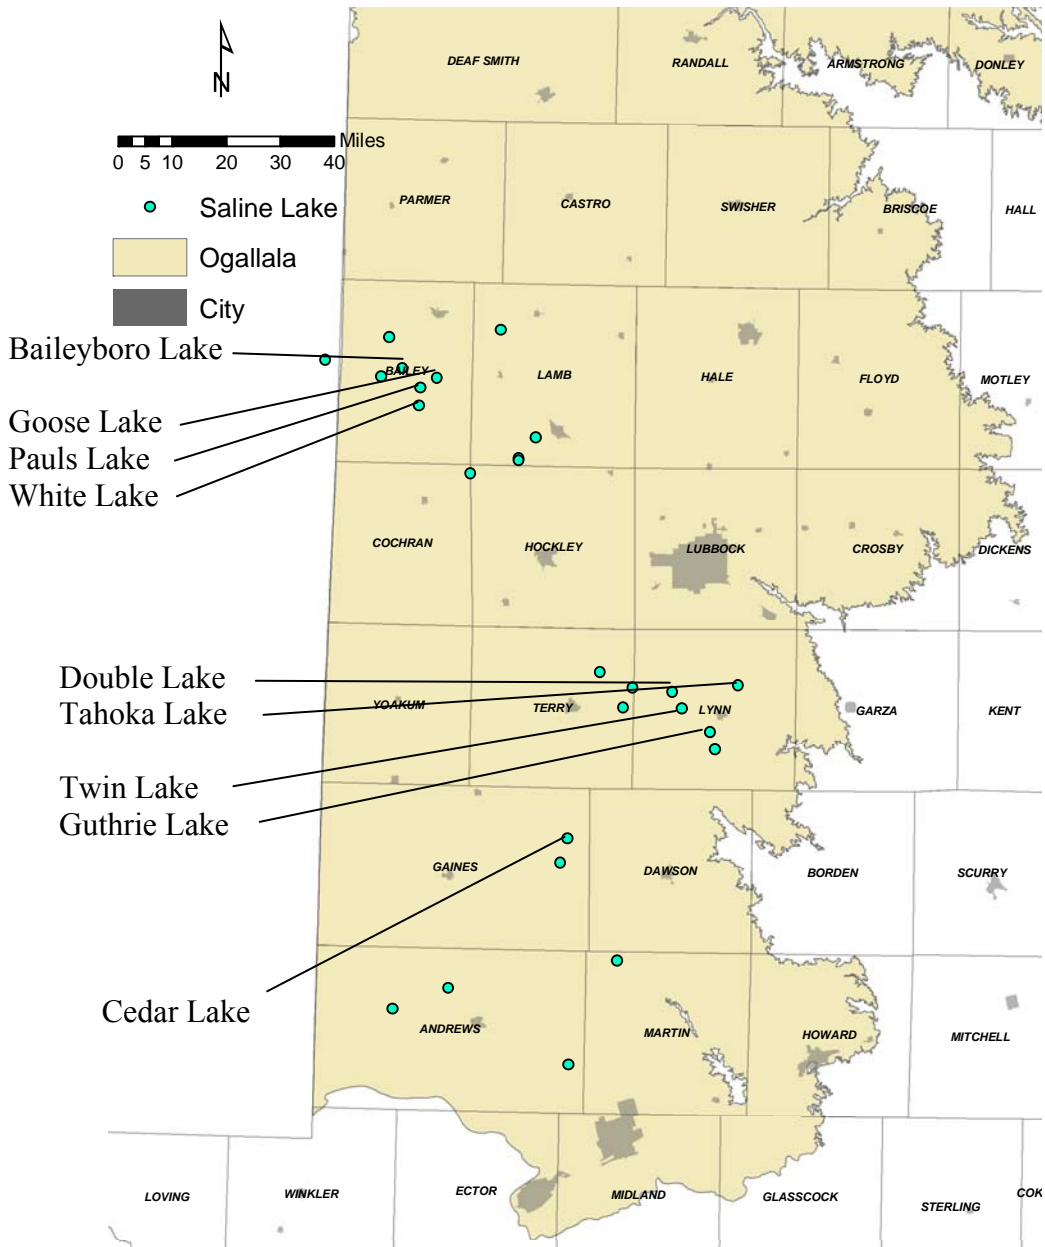 DEAF SMITH
RANDALL
ARMSTRONG
DONLEY
N
Miles
0 5 10 20 30 40
Saline Lake
Ogallala
City
PARMER
CASTRO
SWISHER
BRISCOE
HALL
Baileyboro Lake
BAILEY
LAMB
HALE
FLOYD
MOTLEY
Goose Lake
Pauls Lake
White Lake
COCHRAN
HOCKLEY
LUBBOCK
CROSBY
DICKENS
Double Lake
Tahoka Lake
YOAKUM
TERRY
LYNN
GARZA
KENT
Twin Lake
Guthrie Lake
GAINES
DAWSON
BORDEN
SCURRY
Cedar Lake
ANDREWS
MARTIN
HOWARD
MITCHELL
LOVING
WINKLER
ECTOR
MIDLAND
GLASSCOCK
STERLING
COK